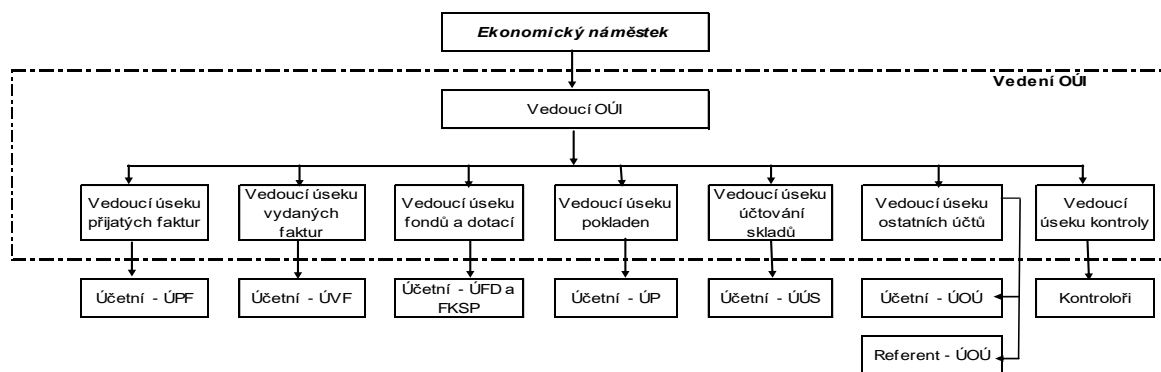 Ekonomický náměstek
Vedení OÚI
Vedoucí OÚI
Vedoucí úseku
přijatých faktur
Vedoucí úseku
vydaných
faktur
Vedoucí úseku
fondů a dotací
Vedoucí úseku
pokladen
Vedoucí úseku
účtování
skladů
Vedoucí úseku
ostatních účtů
Vedoucí
úseku kontroly
Účetní - ÚPF
Účetní - ÚVF
Účetní - ÚFD a
FKSP
Účetní - ÚP
Účetní - ÚÚS
Účetní - ÚOÚ
Kontroloři
Referent - ÚOÚ